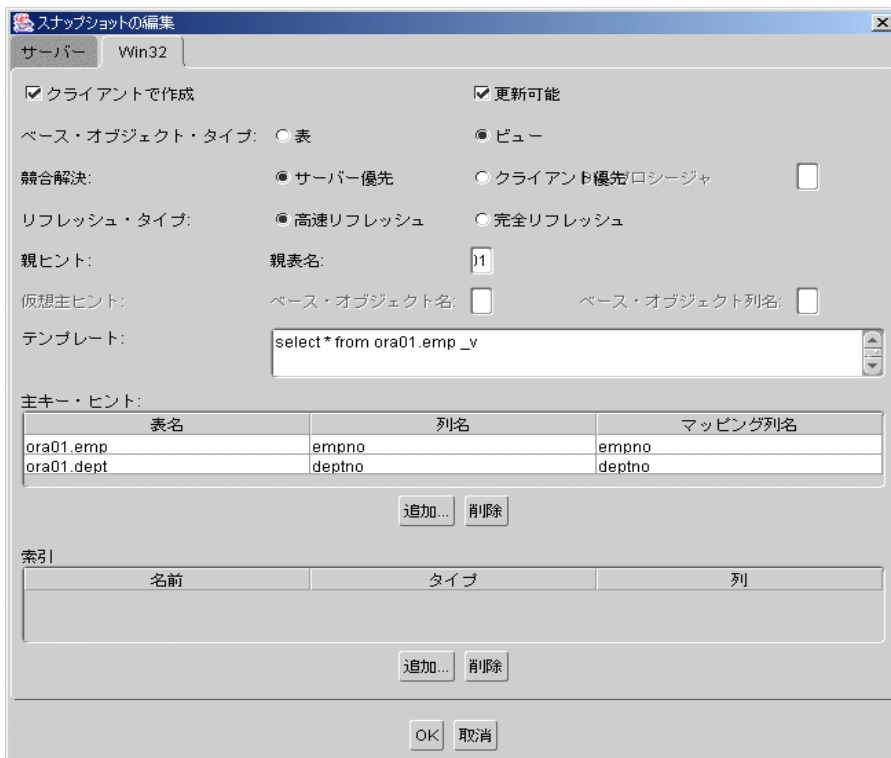 スナップショットの編集
サーバー Win32
クライアントで作成 更新可能
ベース・オブジェクト・タイプ: 表 ビュー
競合解決: サーバー優先 クライアント優先 プロシージャ
リフレッシュ・タイプ: 高速リフレッシュ 完全リフレッシュ
親ヒント: 親表名: 01
仮想主ヒント: ベース・オブジェクト名: ベース・オブジェクト列名:
テンプレート: select * from ora01.emp _v
主キー・ヒント:
表名 列名 マッピング列名
ora01.emp empno empno
ora01.dept deptno deptno
追加... 削除
索引
名前 タイプ 列
追加... 削除
OK 取消